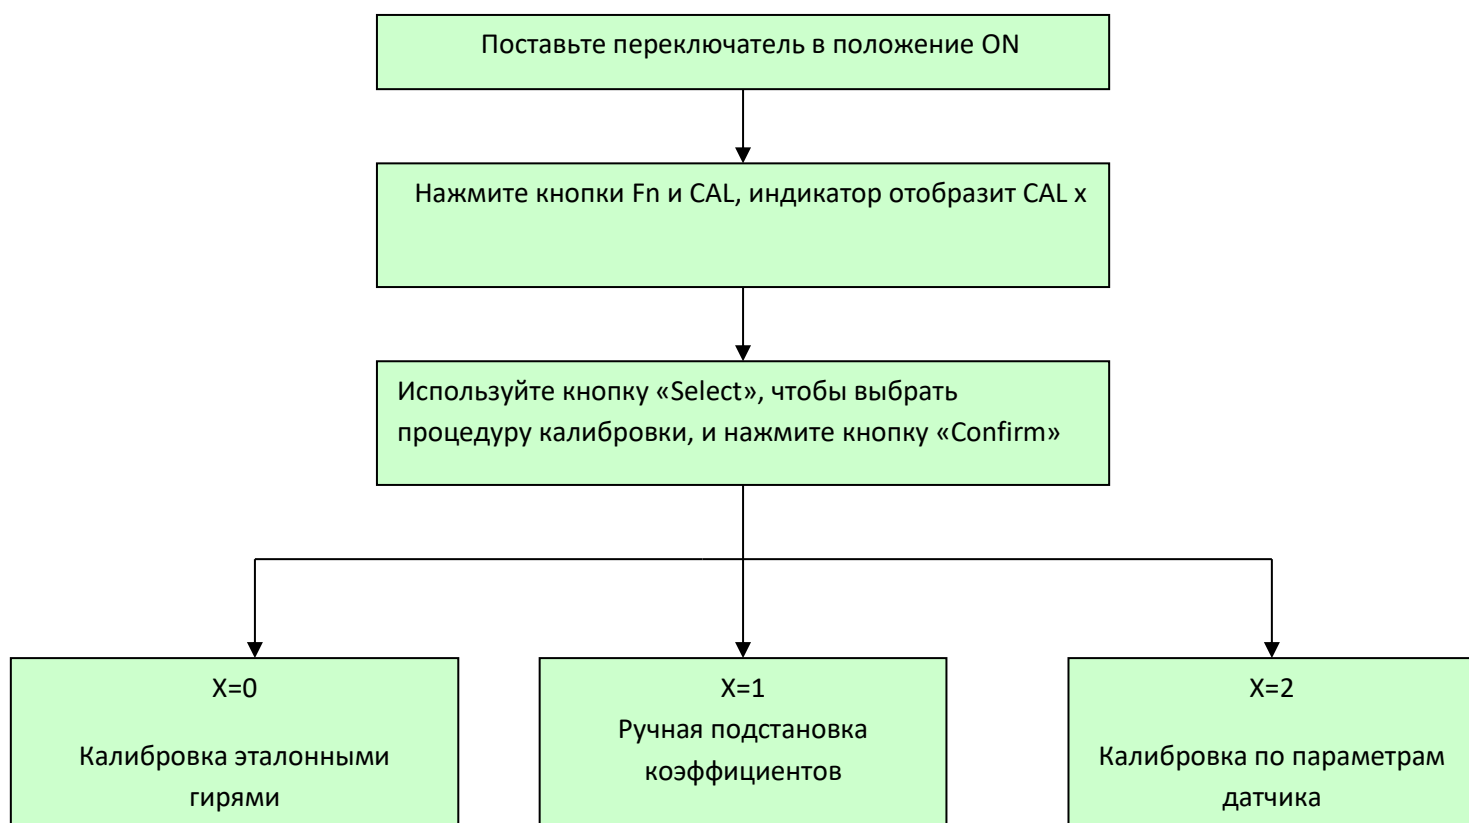 Поставьте переключатель в положение ON
Нажмите кнопки Fn и CAL, индикатор отобразит CAL x
Используйте кнопку «Select», чтобы выбрать
процедуру калибровки, и нажмите кнопку «Confirm»
X=0
Калибровка эталонными
гирями
X=1
Ручная подстановка
коэффициентов
X=2
Калибровка по параметрам
датчика